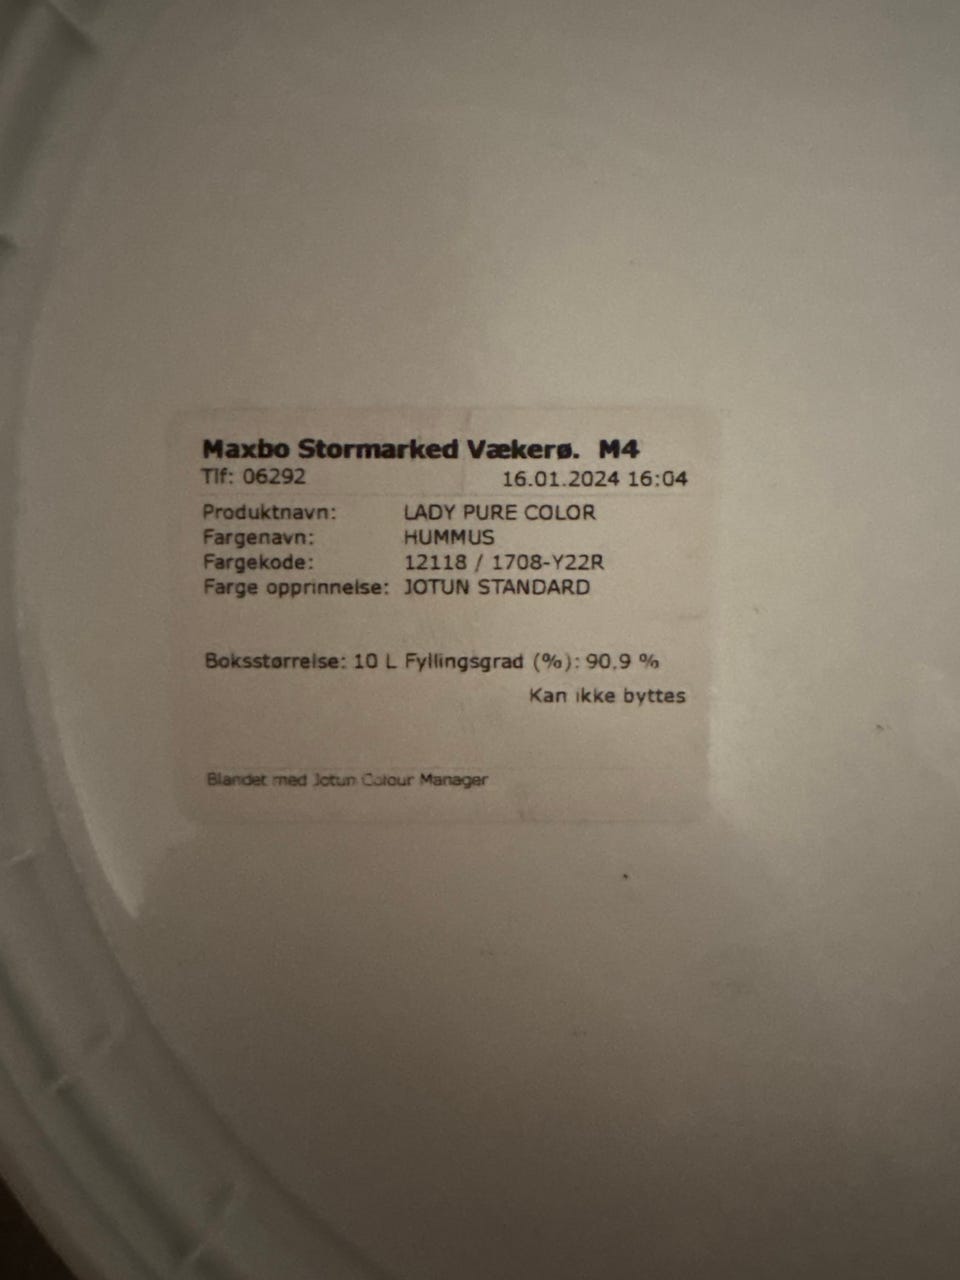 Maxbo Stormarked Vækerø. M4
Tlf: 06292 16.01.2024 16:04
Produktnavn: LADY PURE COLOR
Fargenavn: HUMMUS
Fargekode: 12118 / 1708-Y22R
Farge opprinnelse: JOTUN STANDARD
Boksstørrelse: 10 L Fyllingsgrad (%): 90.9 %
Kan ikke byttes
Blandet med Jotun Colour Manager